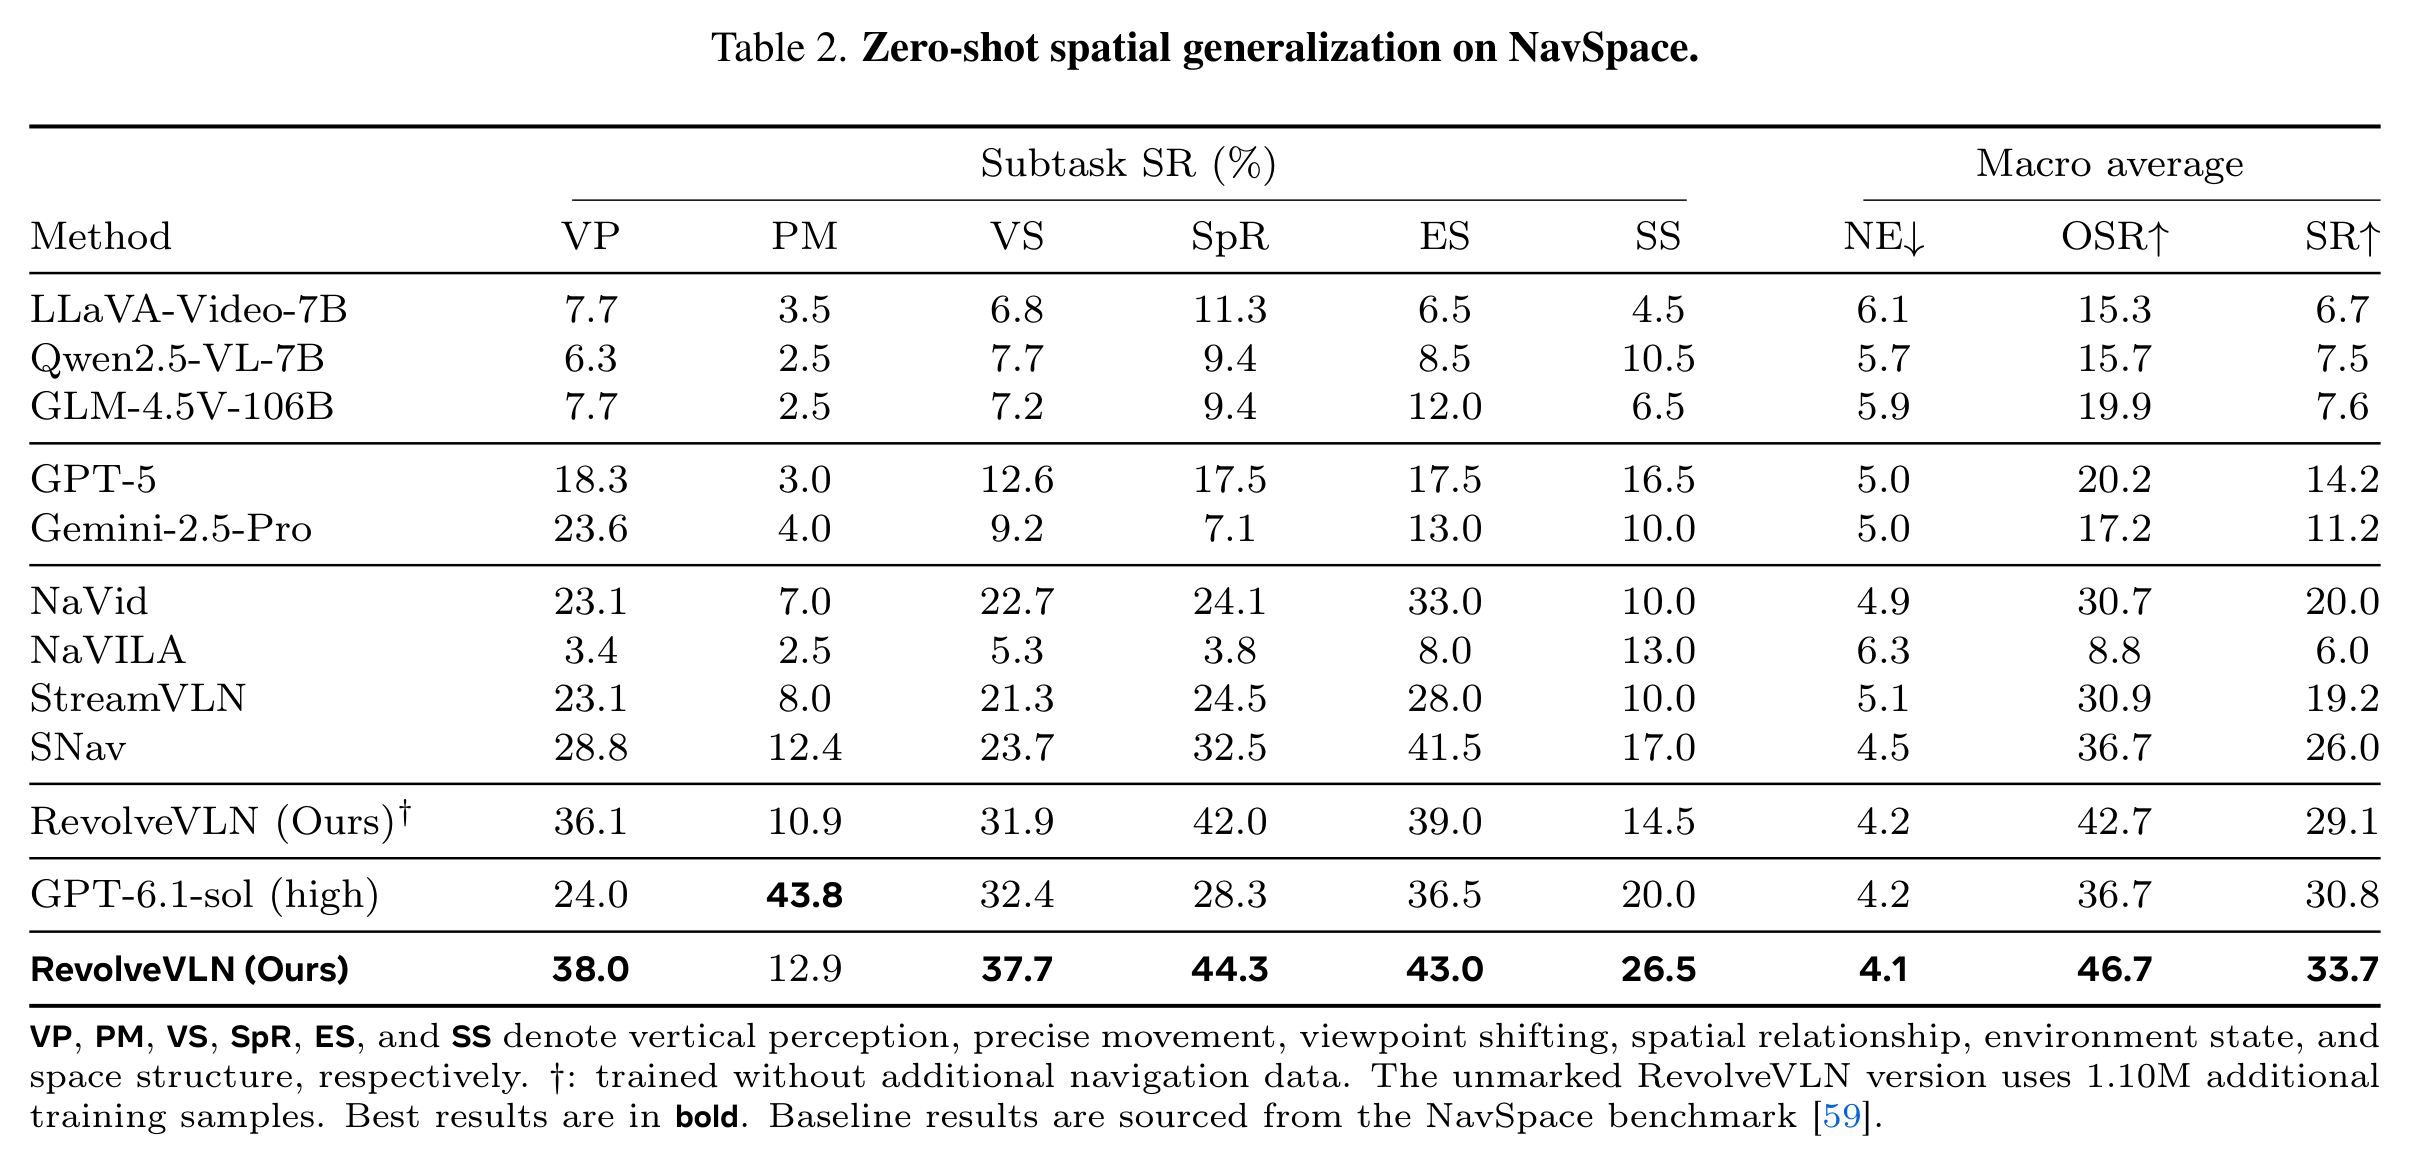 Table 2. Zero-shot spatial generalization on NavSpace.
Subtask SR (%) Macro average
Method VP PM VS SpR ES SS NE↓ OSR↑ SR↑
LLaVA-Video-7B 7.7 3.5 6.8 11.3 6.5 4.5 6.1 15.3 6.7
Qwen2.5-VL-7B 6.3 2.5 7.7 9.4 8.5 10.5 5.7 15.7 7.5
GLM-4.5V-106B 7.7 2.5 7.2 9.4 12.0 6.5 5.9 19.9 7.6
GPT-5 18.3 3.0 12.6 17.5 17.5 16.5 5.0 20.2 14.2
Gemini-2.5-Pro 23.6 4.0 9.2 7.1 13.0 10.0 5.0 17.2 11.2
NaVid 23.1 7.0 22.7 24.1 33.0 10.0 4.9 30.7 20.0
NaVILA 3.4 2.5 5.3 3.8 8.0 13.0 6.3 8.8 6.0
StreamVLN 23.1 8.0 21.3 24.5 28.0 10.0 5.1 30.9 19.2
SNav 28.8 12.4 23.7 32.5 41.5 17.0 4.5 36.7 26.0
RevolveVLN (Ours)† 36.1 10.9 31.9 42.0 39.0 14.5 4.2 42.7 29.1
GPT-6.1-sol (high) 24.0 43.8 32.4 28.3 36.5 20.0 4.2 36.7 30.8
RevolveVLN (Ours) 38.0 12.9 37.7 44.3 43.0 26.5 4.1 46.7 33.7
VP, PM, VS, SpR, ES, and SS denote vertical perception, precise movement, viewpoint shifting, spatial relationship, environment state, and
space structure, respectively. †: trained without additional navigation data. The unmarked RevolveVLN version uses 1.10M additional
training samples. Best results are in bold. Baseline results are sourced from the NavSpace benchmark [59].